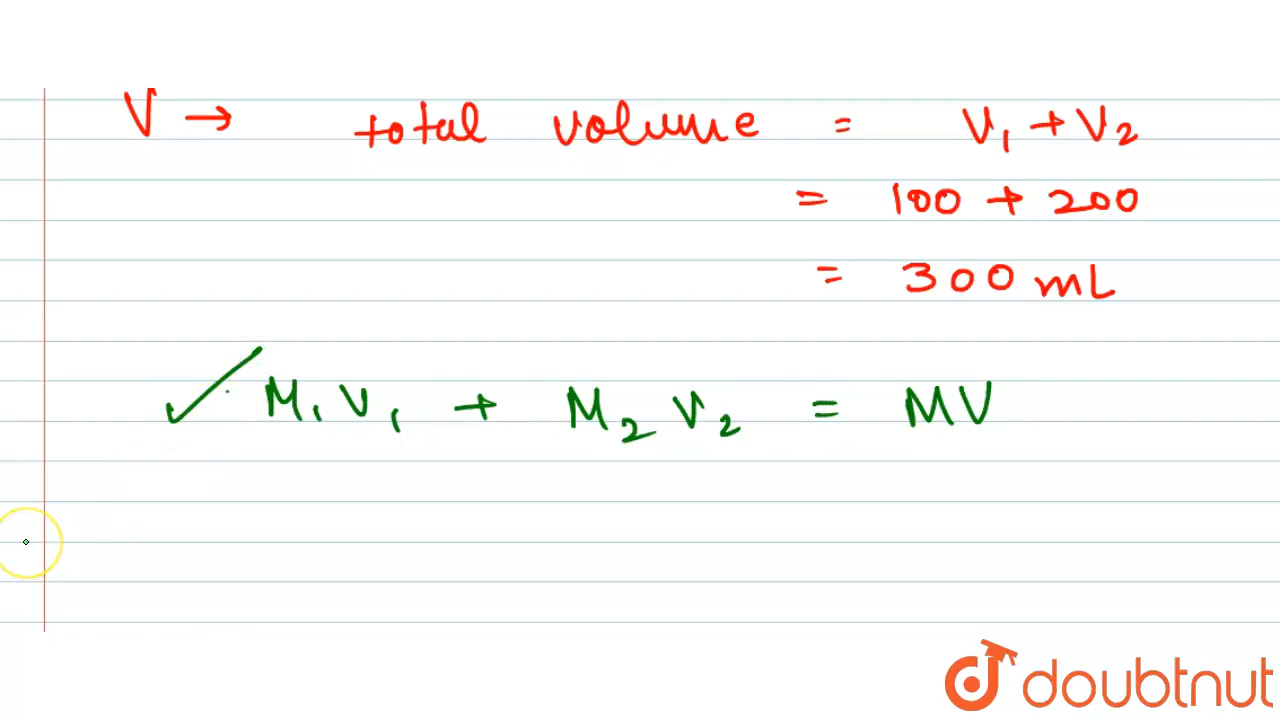 V → total volume = V₁ + V₂
= 100 + 200
= 300 mL
✓ M₁V₁ + M₂V₂ = MV
doubtnut